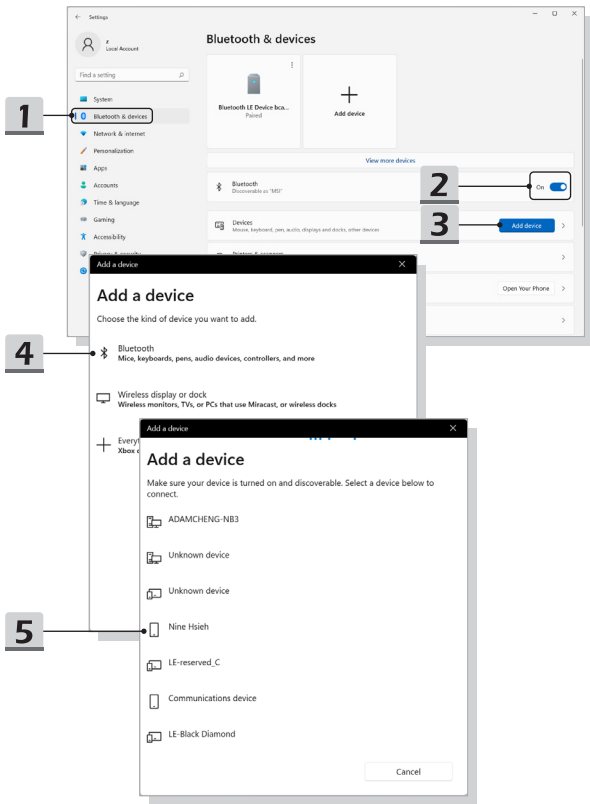 Settings
z
Local Account
Find a setting
System
Bluetooth & devices
Network & internet
Personalization
Apps
Accounts
Time & language
Gaming
Accessibility
Privacy & security
Bluetooth & devices
Bluetooth LE Device bca...
Paired
Add device
View more devices
Bluetooth
Discoverable as "MSI"
On
Devices
Mouse, keyboard, pen, audio, displays and docks, other devices
Add device
Printers & scanners
Open Your Phone
1
2
3
Add a device
Add a device
Choose the kind of device you want to add.
Bluetooth
Mice, keyboards, pens, audio devices, controllers, and more
Wireless display or dock
Wireless monitors, TVs, or PCs that use Miracast, or wireless docks
Everyt
Xbox c
4
Add a device
Add a device
Make sure your device is turned on and discoverable. Select a device below to
connect.
ADAMCHENG-NB3
Unknown device
Unknown device
Nine Hsieh
LE-reserved_C
Communications device
LE-Black Diamond
Cancel
5